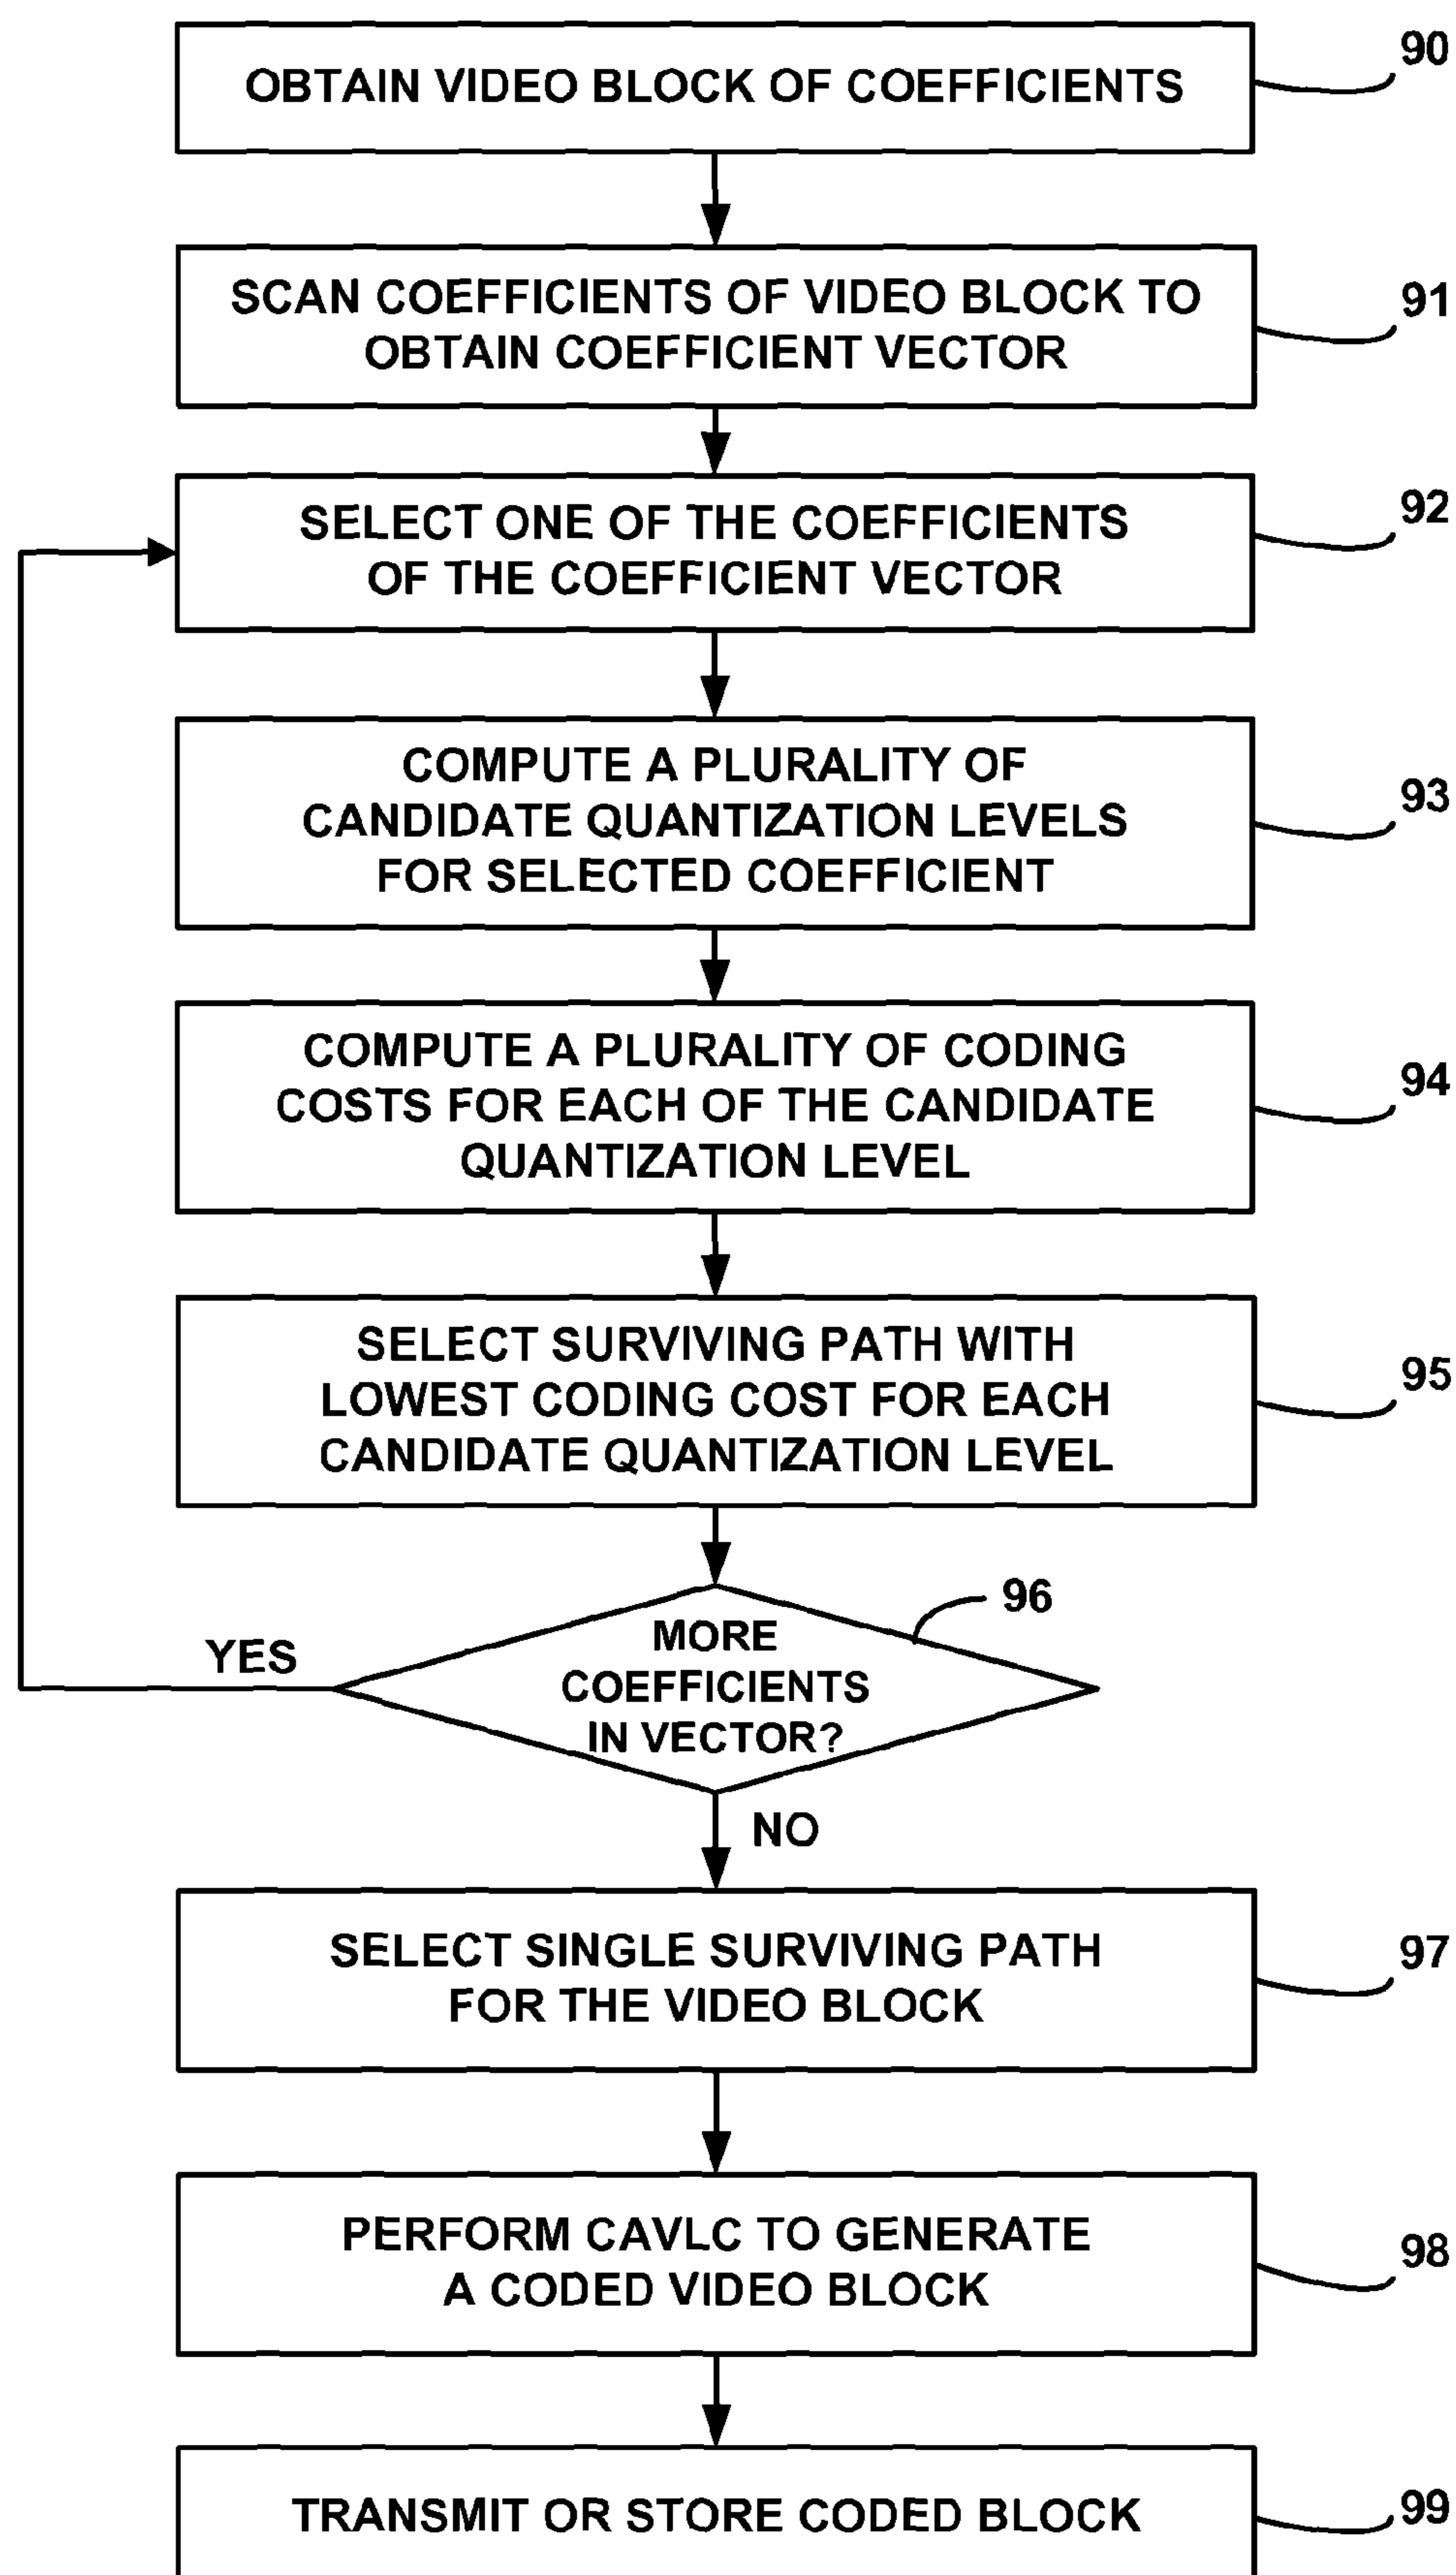 OBTAIN VIDEO BLOCK OF COEFFICIENTS
90
SCAN COEFFICIENTS OF VIDEO BLOCK TO
OBTAIN COEFFICIENT VECTOR
91
SELECT ONE OF THE COEFFICIENTS
OF THE COEFFICIENT VECTOR
92
COMPUTE A PLURALITY OF
CANDIDATE QUANTIZATION LEVELS
FOR SELECTED COEFFICIENT
93
COMPUTE A PLURALITY OF CODING
COSTS FOR EACH OF THE CANDIDATE
QUANTIZATION LEVEL
94
SELECT SURVIVING PATH WITH
LOWEST CODING COST FOR EACH
CANDIDATE QUANTIZATION LEVEL
95
96
MORE
COEFFICIENTS
IN VECTOR?
YES
NO
SELECT SINGLE SURVIVING PATH
FOR THE VIDEO BLOCK
97
PERFORM CAVLC TO GENERATE
A CODED VIDEO BLOCK
98
TRANSMIT OR STORE CODED BLOCK
99